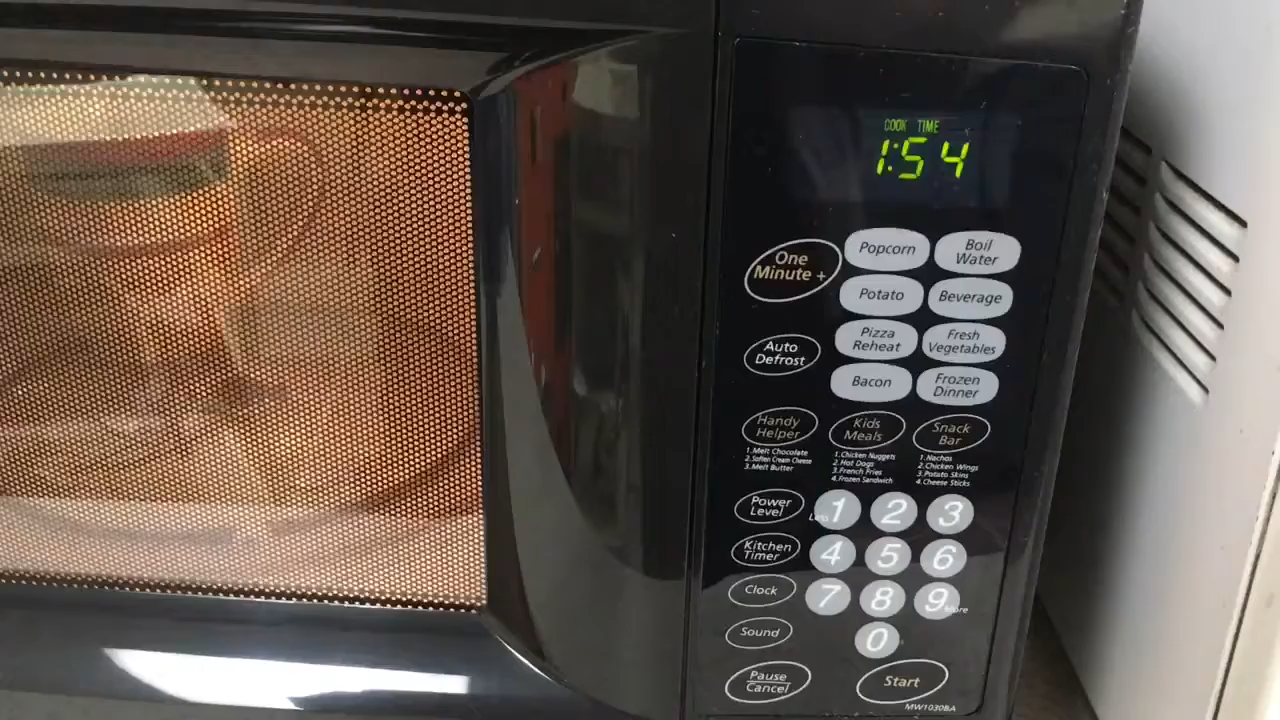 COOK TIME
1:54
One
Minute +
Popcorn
Boil
Water
Potato
Beverage
Auto
Defrost
Pizza
Reheat
Fresh
Vegetables
Bacon
Frozen
Dinner
Handy
Helper
1.Melt Chocolate
2.Soften Cream Cheese
3.Melt Butter
Kids
Meals
1.Chicken Nuggets
2.Hot Dogs
3.French Fries
4.Frozen Sandwich
Snack
Bar
1.Nachos
2.Chicken Wings
3.Potato Skins
4.Cheese Sticks
Power
Level
Less 1 2 3
Kitchen
Timer
4 5 6
Clock
7 8 9 More
Sound
0
Pause
Cancel
Start
MW1030BA